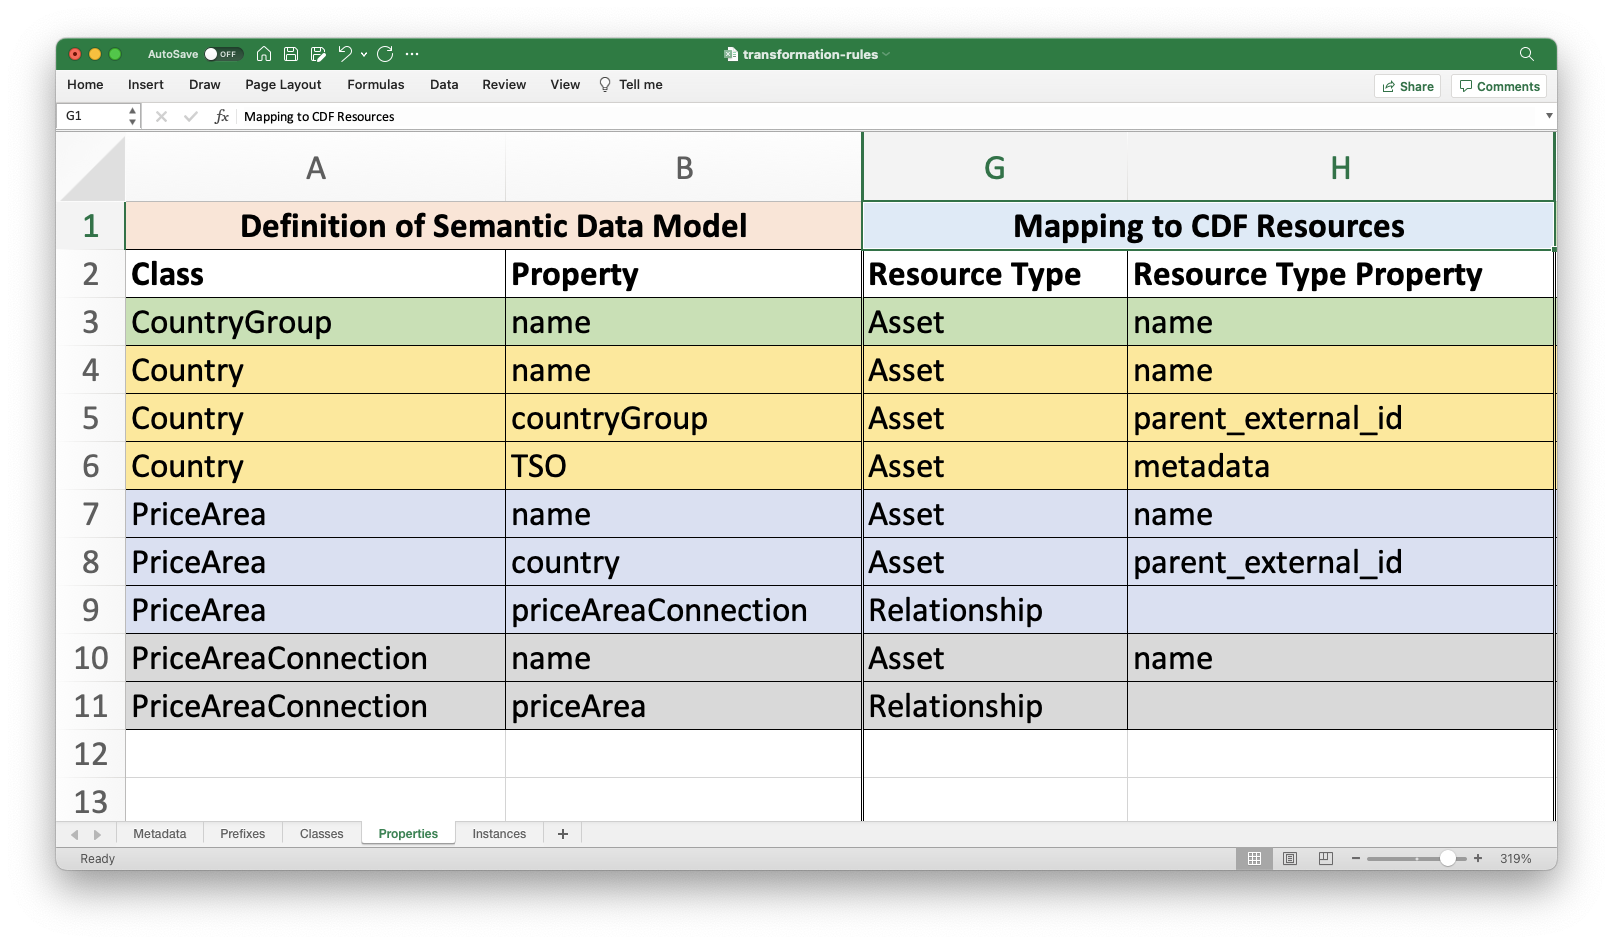 AutoSave OFF transformation-rules
Home Insert Draw Page Layout Formulas Data Review View Tell me Share Comments
G1 fx Mapping to CDF Resources
A B G H
1 Definition of Semantic Data Model Mapping to CDF Resources
2 Class Property Resource Type Resource Type Property
3 CountryGroup name Asset name
4 Country name Asset name
5 Country countryGroup Asset parent_external_id
6 Country TSO Asset metadata
7 PriceArea name Asset name
8 PriceArea country Asset parent_external_id
9 PriceArea priceAreaConnection Relationship
10 PriceAreaConnection name Asset name
11 PriceAreaConnection priceArea Relationship
12
13
Metadata Prefixes Classes Properties Instances +
Ready 319%